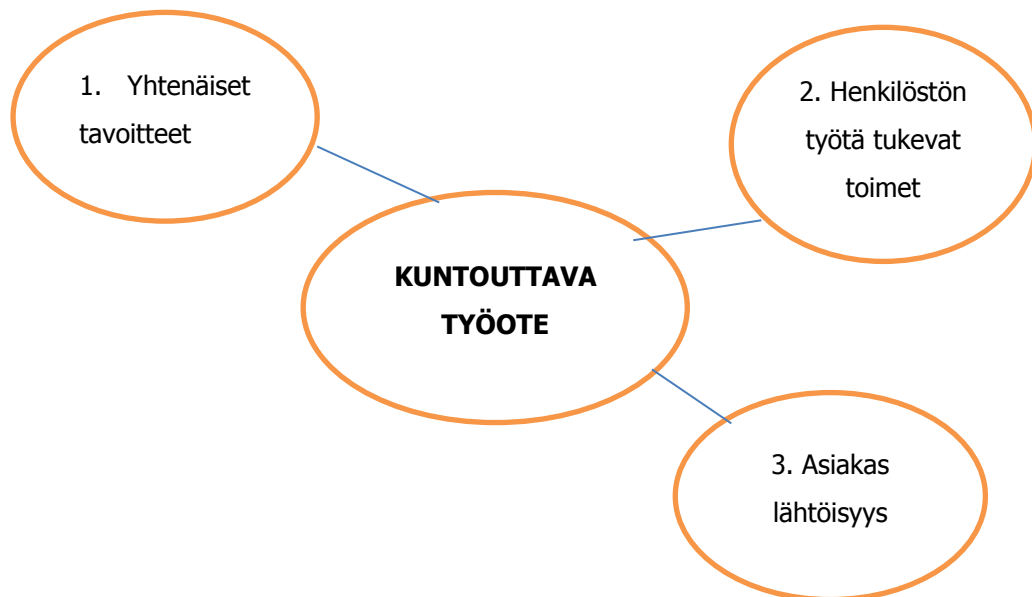 1. Yhtenäiset
tavoitteet
2. Henkilöstön
työtä tukevat
toimet
KUNTOUTTAVA
TYÖOTE
3. Asiakas
lähtöisyys